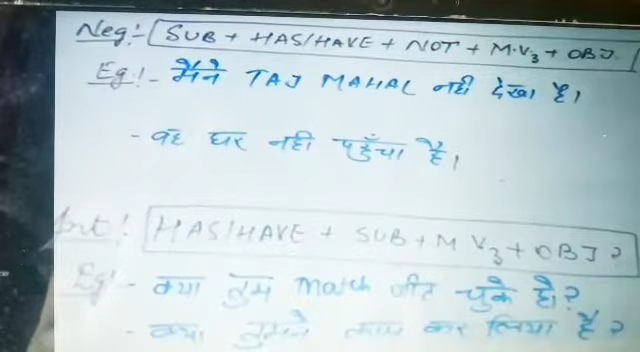 Neg:- SUB + HAS/HAVE + NOT + M.V3 + OBJ.
Eg:- मैंने TAJ MAHAL नही देखा है।
- वह घर नही पहुँचा है।
Int: HAS/HAVE + SUB + M V3 + OBJ ?
Eg:- क्या तुम match जीत चुके हो?
- क्या तुमने काम कर लिया है?